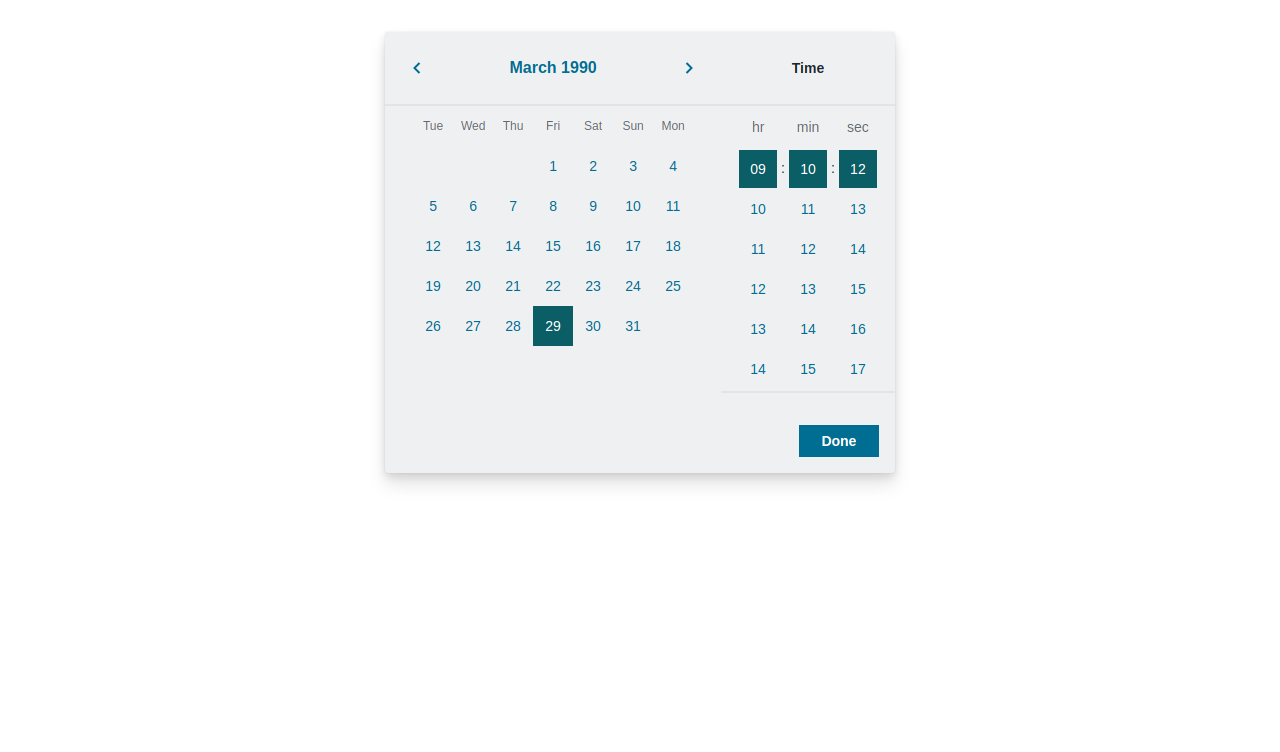 March 1990
Tue Wed Thu Fri Sat Sun Mon
1 2 3 4
5 6 7 8 9 10 11
12 13 14 15 16 17 18
19 20 21 22 23 24 25
26 27 28 29 30 31
Time
hr min sec
09 : 10 : 12
10 11 13
11 12 14
12 13 15
13 14 16
14 15 17
Done